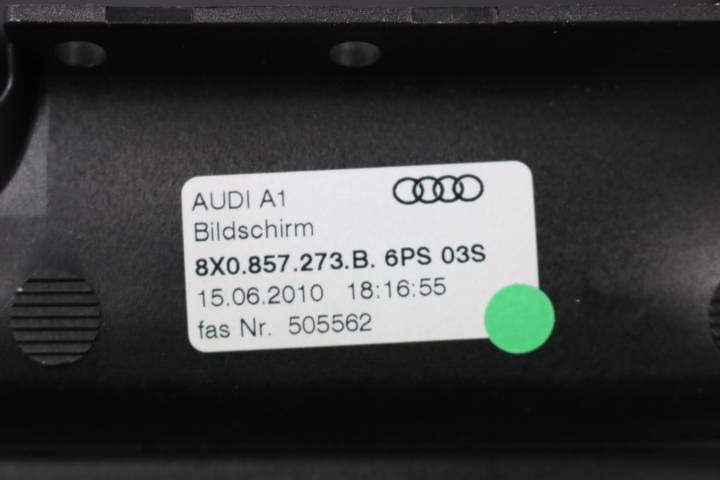 AUDI A1
Bildschirm
8X0.857.273.B. 6PS 03S
15.06.2010 18:16:55
fas Nr. 505562